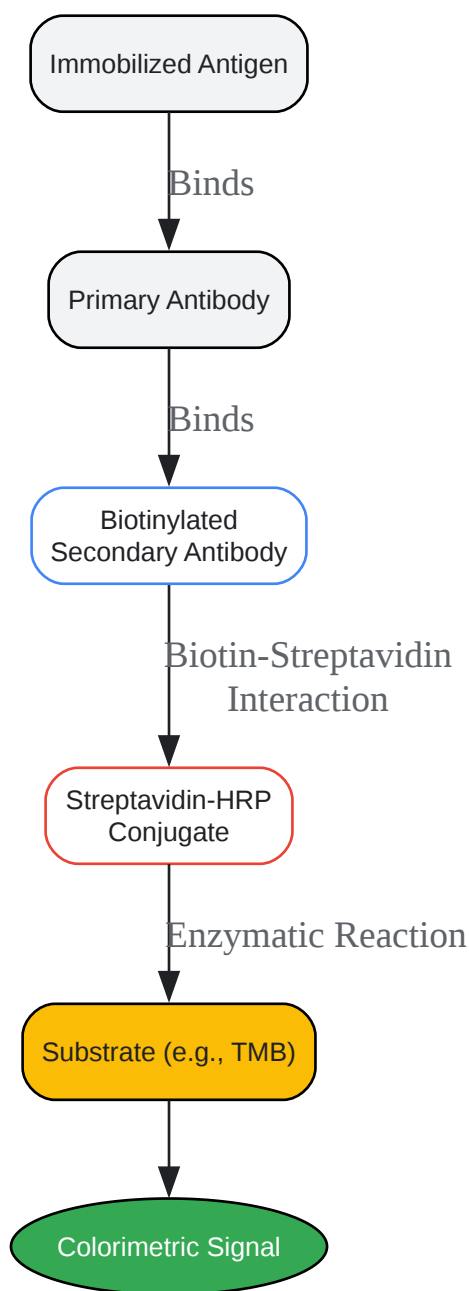 Immobilized Antigen
Binds
Primary Antibody
Binds
Biotinylated
Secondary Antibody
Biotin-Streptavidin
Interaction
Streptavidin-HRP
Conjugate
Enzymatic Reaction
Substrate (e.g., TMB)
Colorimetric Signal